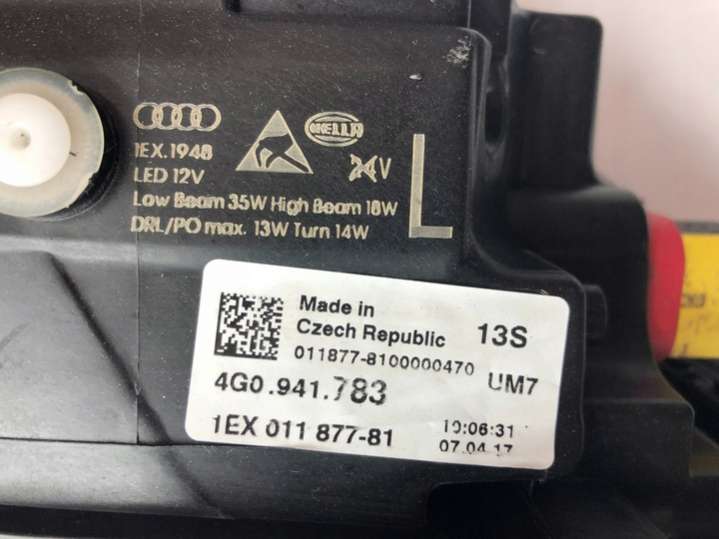 HELLA
1EX.1948
LED 12V
24V
Low Beam 35W High Beam 18W
DRL/PO max. 13W Turn 14W
L
Made in
Czech Republic
13S
011877-8100000470
4G0.941.783
UM7
1EX 011 877-81
10:06:31
07.04.17